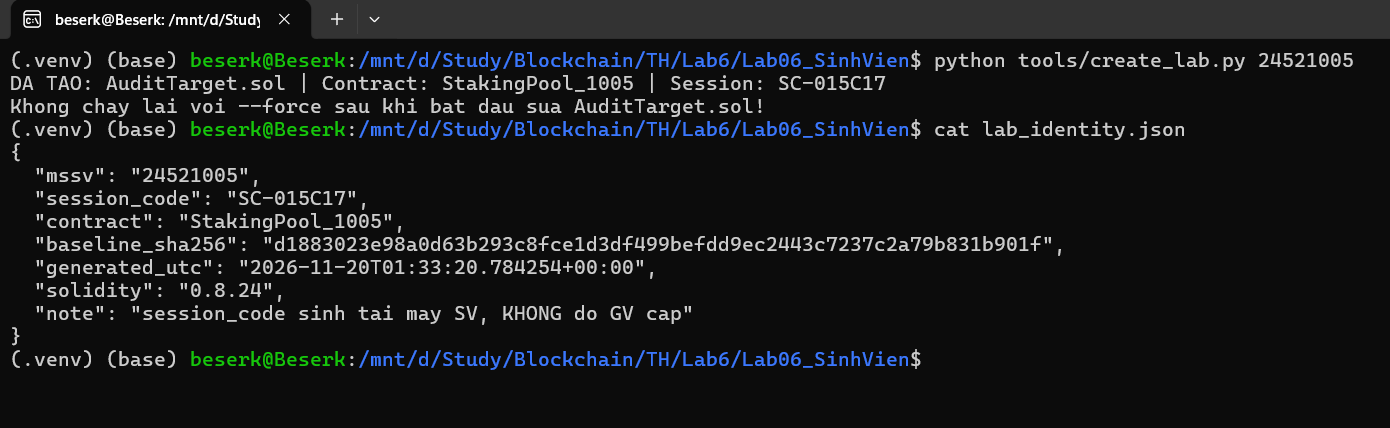 beserk@Beserk: /mnt/d/Study
(.venv) (base) beserk@Beserk:/mnt/d/Study/Blockchain/TH/Lab6/Lab06_SinhVien$ python tools/create_lab.py 24521005
DA TAO: AuditTarget.sol | Contract: StakingPool_1005 | Session: SC-015C17
Khong chay lai voi --force sau khi bat dau sua AuditTarget.sol!
(.venv) (base) beserk@Beserk:/mnt/d/Study/Blockchain/TH/Lab6/Lab06_SinhVien$ cat lab_identity.json
{
  "mssv": "24521005",
  "session_code": "SC-015C17",
  "contract": "StakingPool_1005",
  "baseline_sha256": "d1883023e98a0d63b293c8fce1d3df499befdd9ec2443c7237c2a79b831b901f",
  "generated_utc": "2026-11-20T01:33:20.784254+00:00",
  "solidity": "0.8.24",
  "note": "session_code sinh tai may SV, KHONG do GV cap"
}
(.venv) (base) beserk@Beserk:/mnt/d/Study/Blockchain/TH/Lab6/Lab06_SinhVien$